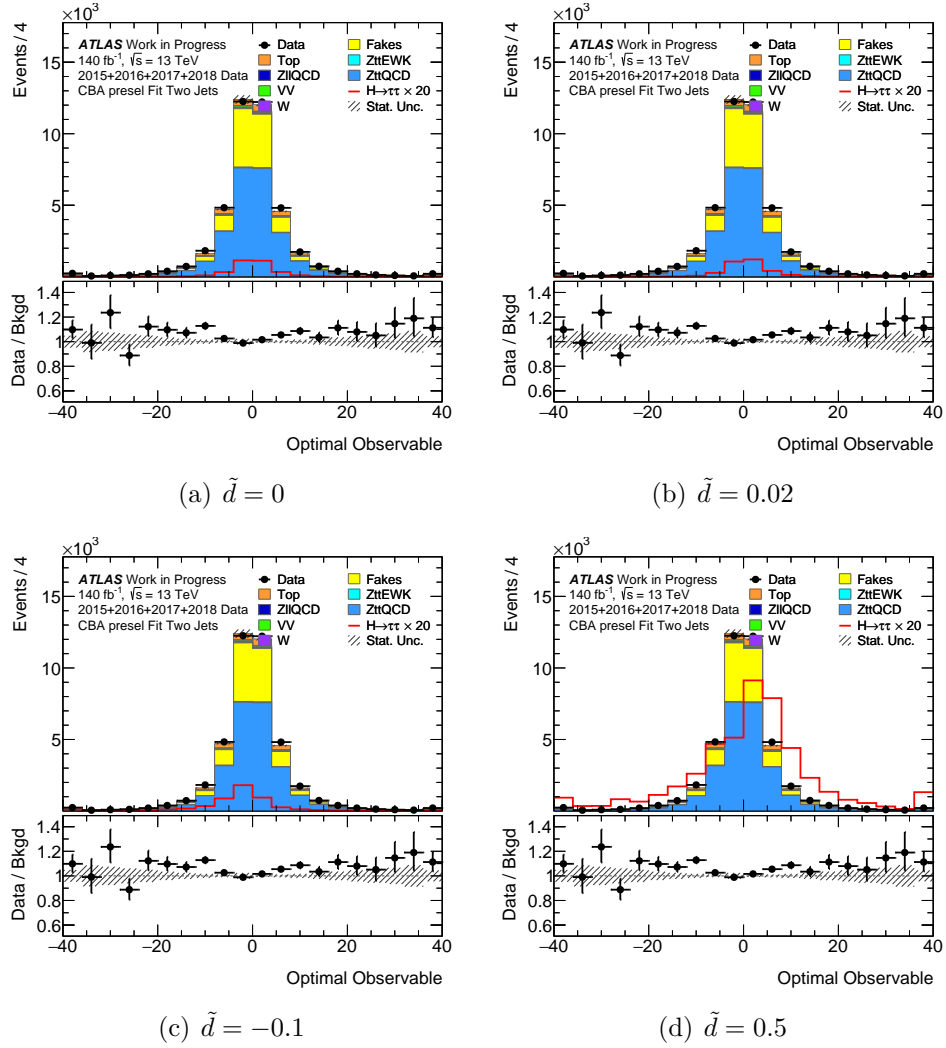 ×10³
Events / 4
ATLAS Work in Progress
140 fb⁻¹, √s = 13 TeV
2015+2016+2017+2018 Data
CBA presel Fit Two Jets
Data
Top
ZllQCD
VV
W
Fakes
ZttEWK
ZttQCD
H→ττ × 20
Stat. Unc.
15
10
5
Data / Bkgd
1.4
1.2
1
0.8
0.6
−40 −20 0 20 40
Optimal Observable
(a) d̃ = 0
×10³
Events / 4
ATLAS Work in Progress
140 fb⁻¹, √s = 13 TeV
2015+2016+2017+2018 Data
CBA presel Fit Two Jets
Data
Top
ZllQCD
VV
W
Fakes
ZttEWK
ZttQCD
H→ττ × 20
Stat. Unc.
15
10
5
Data / Bkgd
1.4
1.2
1
0.8
0.6
−40 −20 0 20 40
Optimal Observable
(b) d̃ = 0.02
×10³
Events / 4
ATLAS Work in Progress
140 fb⁻¹, √s = 13 TeV
2015+2016+2017+2018 Data
CBA presel Fit Two Jets
Data
Top
ZllQCD
VV
W
Fakes
ZttEWK
ZttQCD
H→ττ × 20
Stat. Unc.
15
10
5
Data / Bkgd
1.4
1.2
1
0.8
0.6
−40 −20 0 20 40
Optimal Observable
(c) d̃ = −0.1
×10³
Events / 4
ATLAS Work in Progress
140 fb⁻¹, √s = 13 TeV
2015+2016+2017+2018 Data
CBA presel Fit Two Jets
Data
Top
ZllQCD
VV
W
Fakes
ZttEWK
ZttQCD
H→ττ × 20
Stat. Unc.
15
10
5
Data / Bkgd
1.4
1.2
1
0.8
0.6
−40 −20 0 20 40
Optimal Observable
(d) d̃ = 0.5